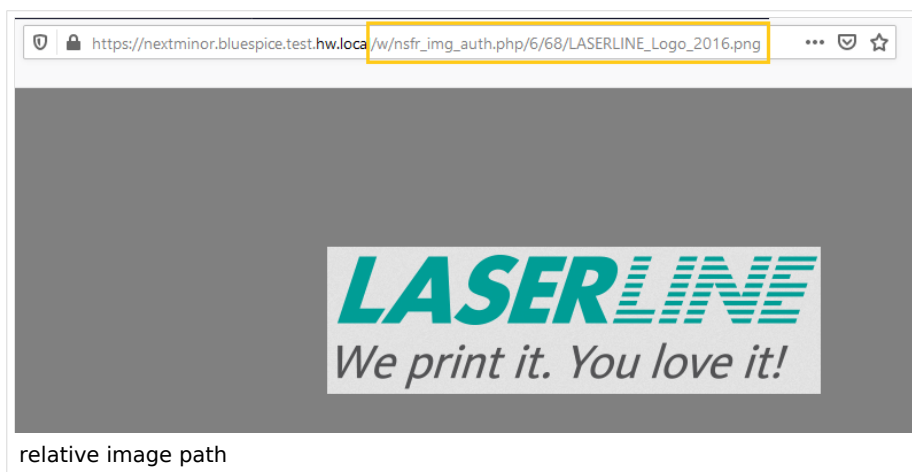 https://nextminor.bluespice.test.hw.loca/w/nsfr_img_auth.php/6/68/LASERLINE_Logo_2016.png
LASERLINE
We print it. You love it!
relative image path